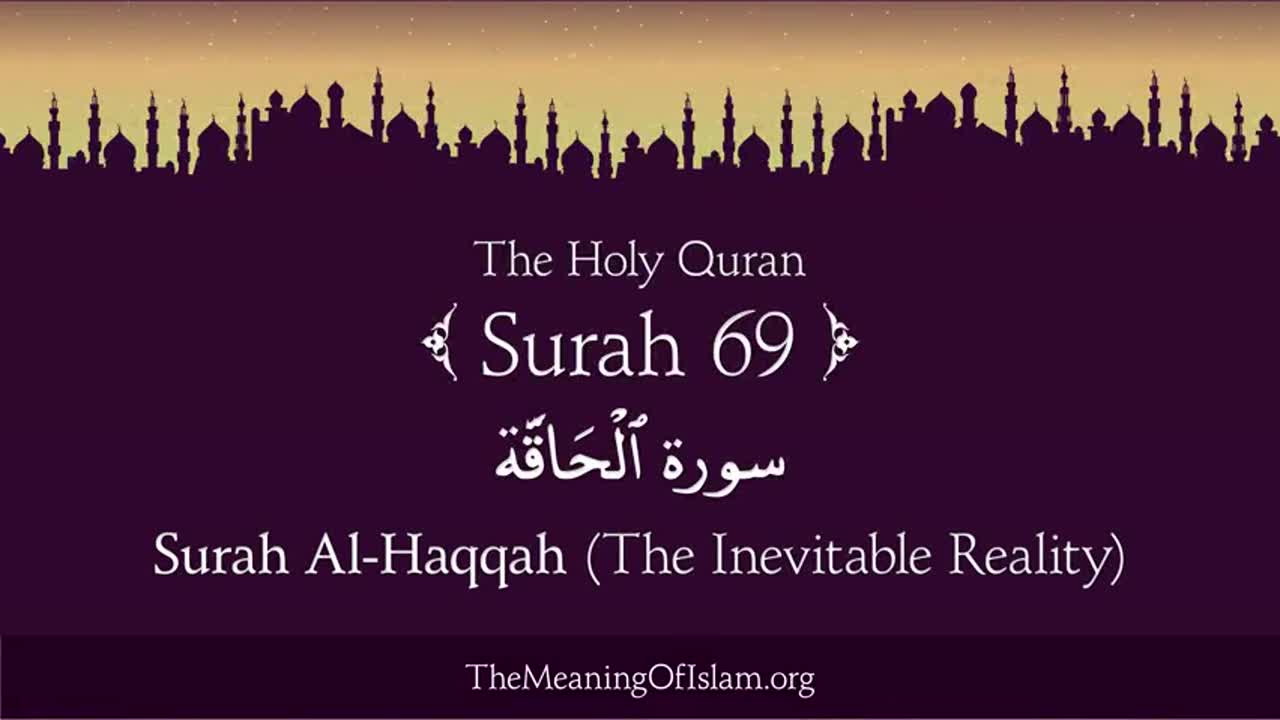 The Holy Quran
Surah 69
سورة ٱلْحَاقَّة
Surah Al-Haqqah (The Inevitable Reality)
TheMeaningOfIslam.org